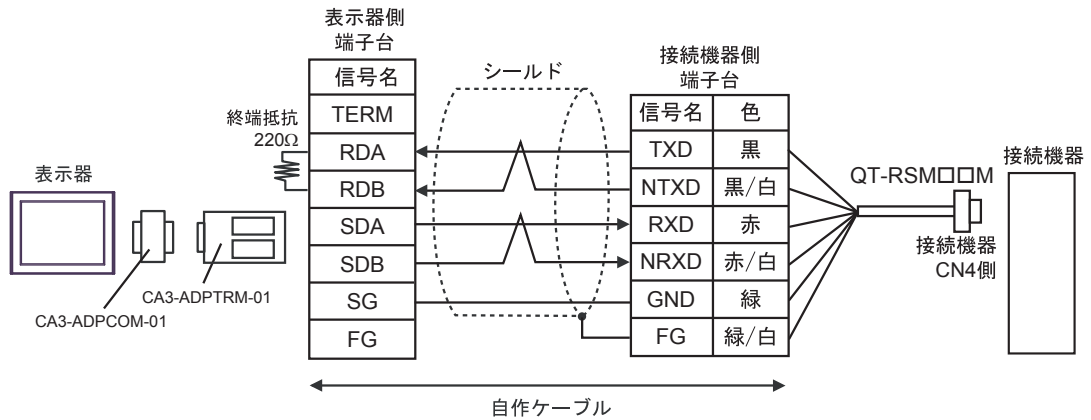 表示器側
端子台
信号名
TERM
RDA
RDB
SDA
SDB
SG
FG
終端抵抗
220Ω
表示器
CA3-ADPCOM-01
CA3-ADPTRM-01
シールド
接続機器側
端子台
信号名 色
TXD 黒
NTXD 黒/白
RXD 赤
NRXD 赤/白
GND 緑
FG 緑/白
QT-RSM□□M
接続機器
CN4側
接続機器
自作ケーブル